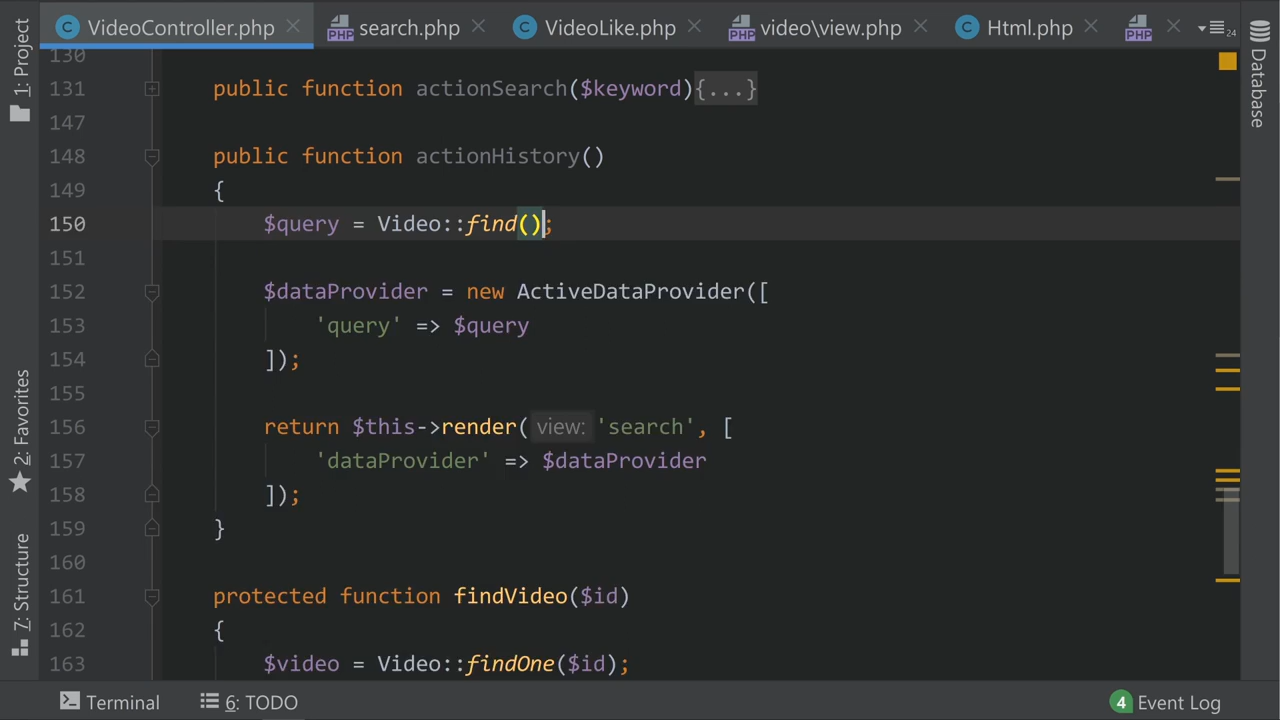 VideoController.php
search.php
VideoLike.php
video\view.php
Html.php
24
1: Project
Database
130
131 public function actionSearch($keyword){...}
147
148 public function actionHistory()
149 {
150 $query = Video::find();
151
152 $dataProvider = new ActiveDataProvider([
153 'query' => $query
154 ]);
155
156 return $this->render( view: 'search', [
157 'dataProvider' => $dataProvider
158 ]);
159 }
160
161 protected function findVideo($id)
162 {
163 $video = Video::findOne($id);
2: Favorites
7: Structure
Terminal
6: TODO
4 Event Log